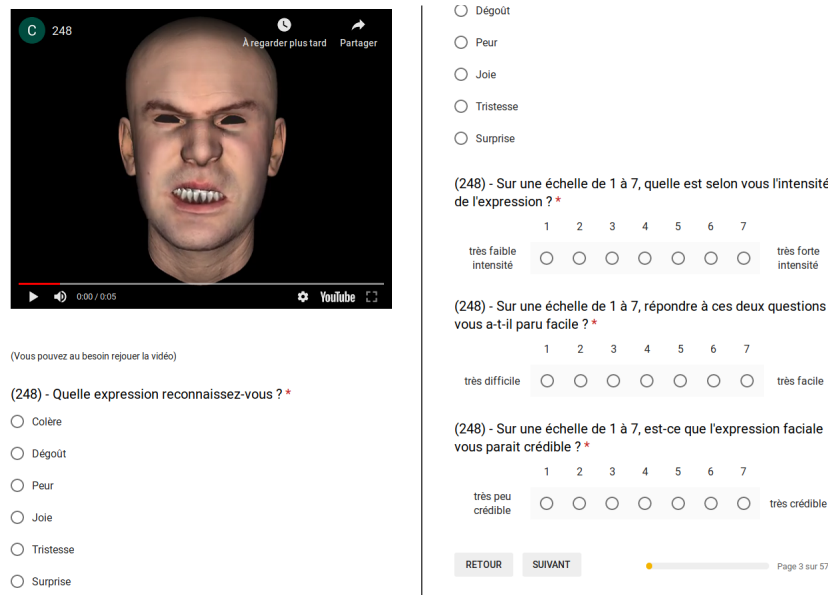 C 248
À regarder plus tard
Partager
0:00 / 0:05
YouTube
(Vous pouvez au besoin rejouer la vidéo)
(248) - Quelle expression reconnaissez-vous ? *
Colère
Dégoût
Peur
Joie
Tristesse
Surprise
Dégoût
Peur
Joie
Tristesse
Surprise
(248) - Sur une échelle de 1 à 7, quelle est selon vous l'intensité
de l'expression ? *
1 2 3 4 5 6 7
très faible
intensité
très forte
intensité
(248) - Sur une échelle de 1 à 7, répondre à ces deux questions
vous a-t-il paru facile ? *
1 2 3 4 5 6 7
très difficile
très facile
(248) - Sur une échelle de 1 à 7, est-ce que l'expression faciale
vous parait crédible ? *
1 2 3 4 5 6 7
très peu
crédible
très crédible
RETOUR
SUIVANT
Page 3 sur 57